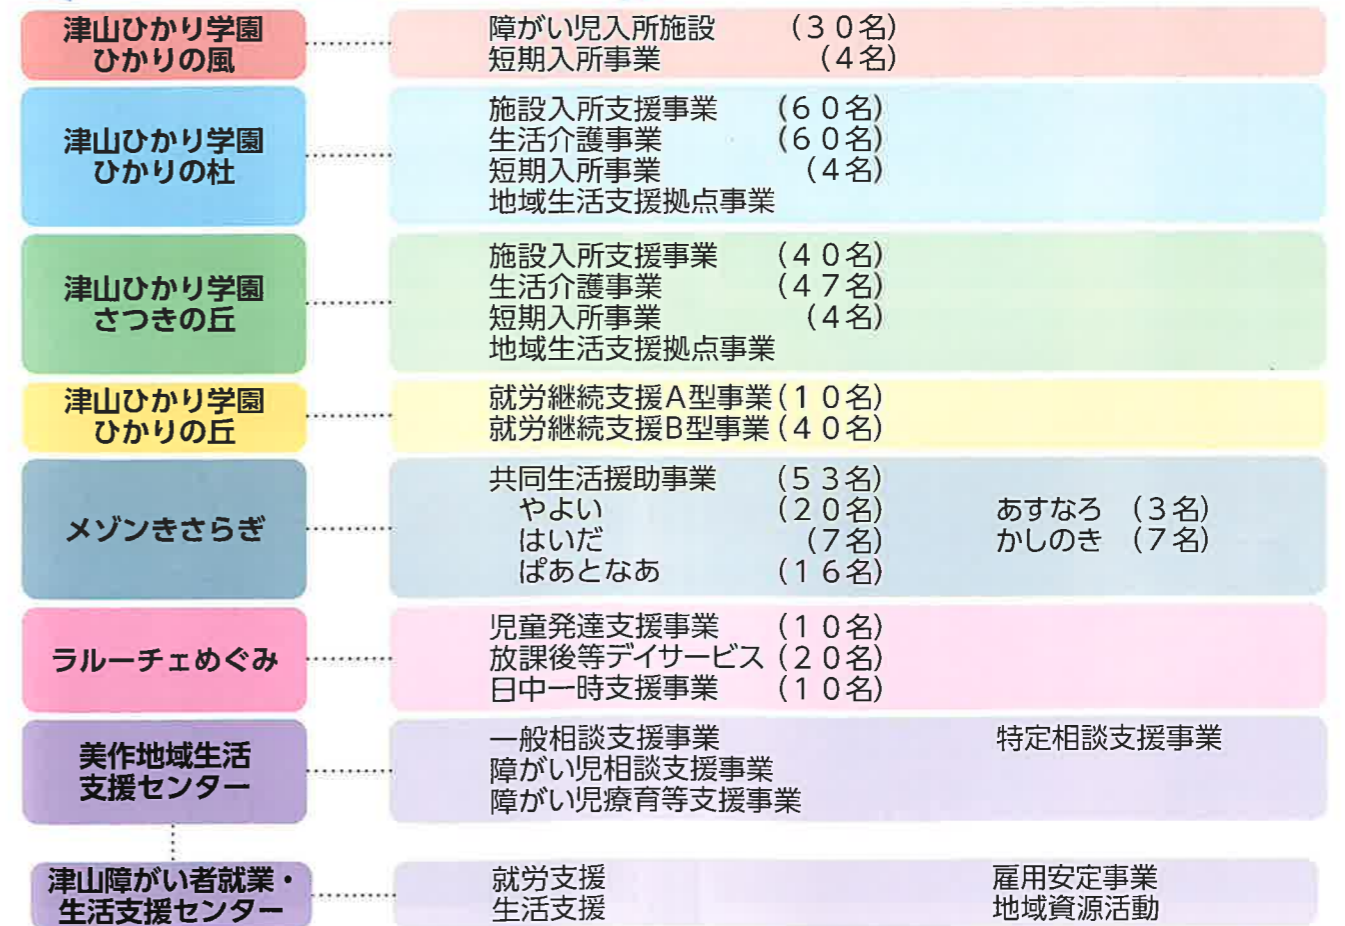 津山ひかり学園
ひかりの風
障がい児入所施設 (30名)
短期入所事業 (4名)
津山ひかり学園
ひかりの杜
施設入所支援事業 (60名)
生活介護事業 (60名)
短期入所事業 (4名)
地域生活支援拠点事業
津山ひかり学園
さつきの丘
施設入所支援事業 (40名)
生活介護事業 (47名)
短期入所事業 (4名)
地域生活支援拠点事業
津山ひかり学園
ひかりの丘
就労継続支援A型事業(10名)
就労継続支援B型事業(40名)
メゾンきさらぎ
共同生活援助事業 (53名)
やよい (20名) あすなろ (3名)
はいだ (7名) かしのき (7名)
ぱあとなあ (16名)
ラルーチェめぐみ
児童発達支援事業 (10名)
放課後等デイサービス(20名)
日中一時支援事業 (10名)
美作地域生活
支援センター
一般相談支援事業 特定相談支援事業
障がい児相談支援事業
障がい児療育等支援事業
津山障がい者就業・
生活支援センター
就労支援 雇用安定事業
生活支援 地域資源活動